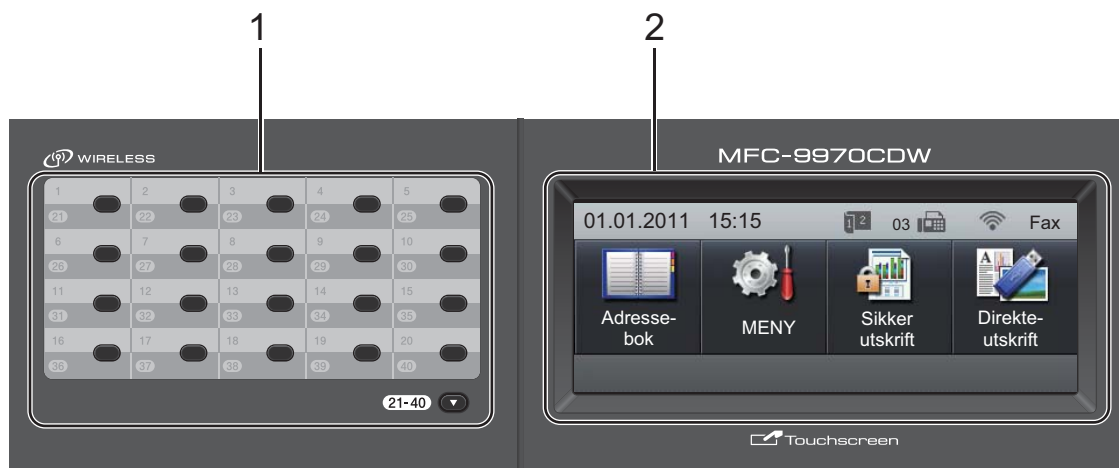 1 2
WIRELESS
MFC-9970CDW
1 2 3 4 5
21 22 23 24 25
6 7 8 9 10
26 27 28 29 30
11 12 13 14 15
31 32 33 34 35
16 17 18 19 20
36 37 38 39 40
21-40
01.01.2011 15:15 1 2 03 Fax
Adresse-
bok
MENY
Sikker
utskrift
A
Direkte-
utskrift
Touchscreen